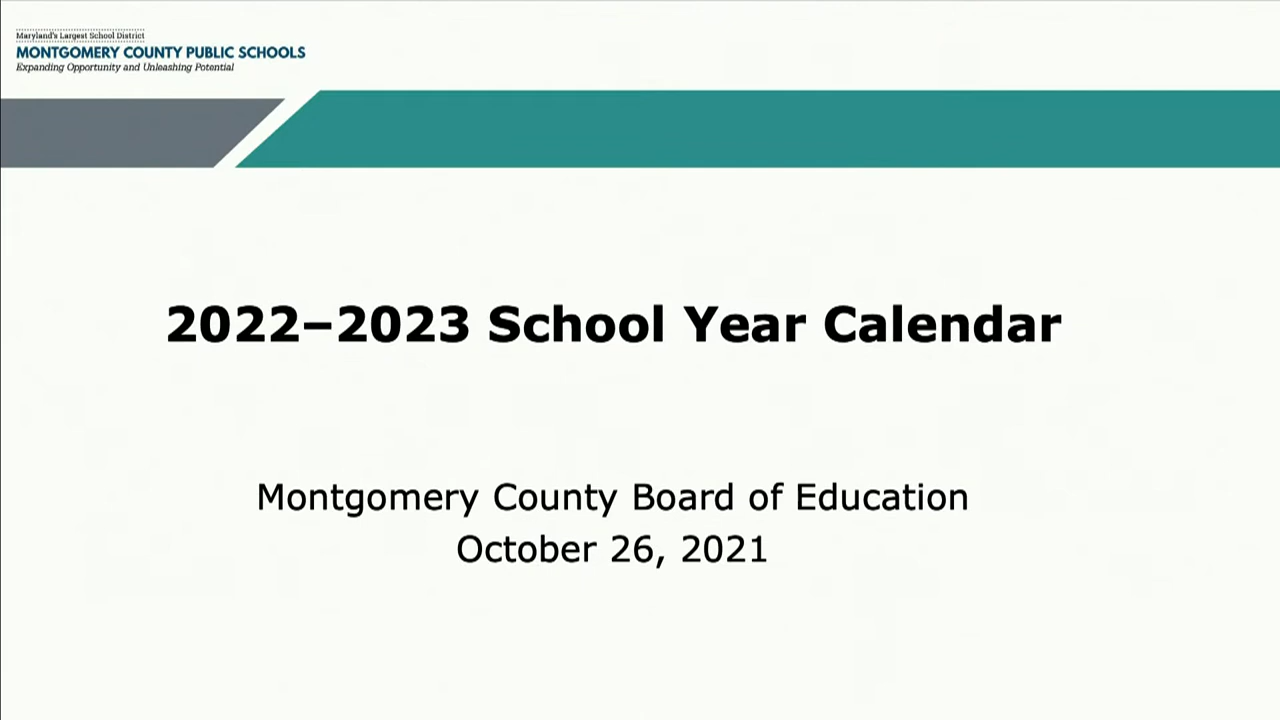 Maryland's Largest School District
MONTGOMERY COUNTY PUBLIC SCHOOLS
Expanding Opportunity and Unleashing Potential
2022–2023 School Year Calendar
Montgomery County Board of Education
October 26, 2021